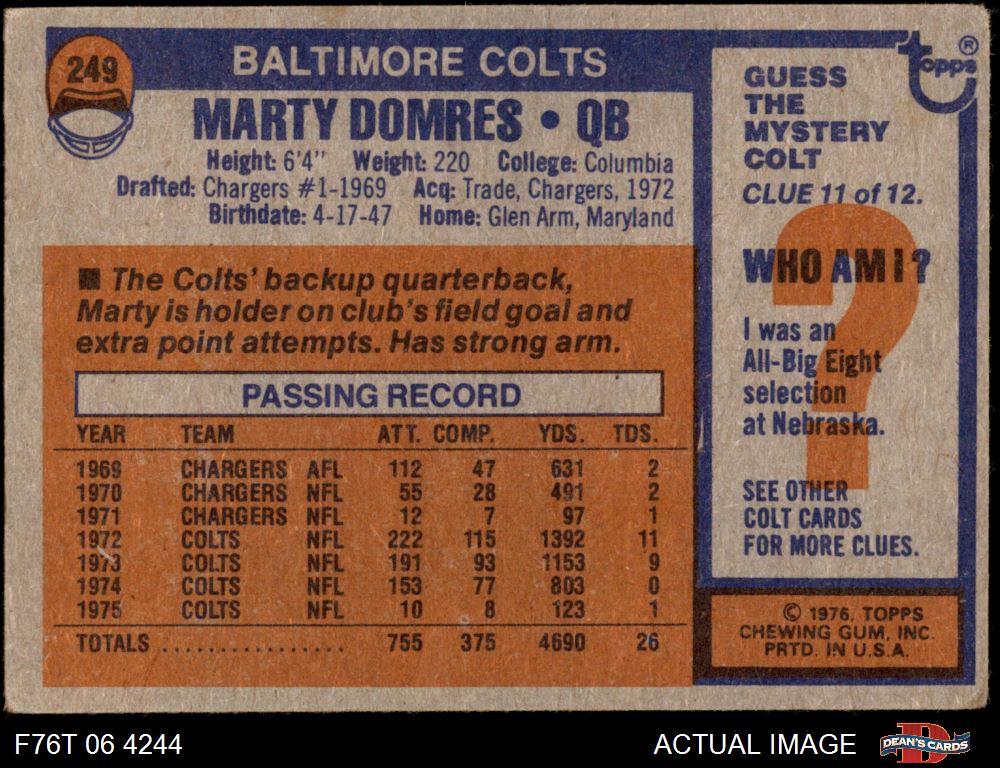 249
BALTIMORE COLTS
MARTY DOMRES • QB
Height: 6'4" Weight: 220 College: Columbia
Drafted: Chargers #1-1969 Acq: Trade, Chargers, 1972
Birthdate: 4-17-47 Home: Glen Arm, Maryland
■ The Colts' backup quarterback,
Marty is holder on club's field goal and
extra point attempts. Has strong arm.
PASSING RECORD
YEAR TEAM ATT. COMP. YDS. TDS.
1969 CHARGERS AFL 112 47 631 2
1970 CHARGERS NFL 55 28 491 2
1971 CHARGERS NFL 12 7 97 1
1972 COLTS NFL 222 115 1392 11
1973 COLTS NFL 191 93 1153 9
1974 COLTS NFL 153 77 803 0
1975 COLTS NFL 10 8 123 1
TOTALS ................ 755 375 4690 26
topps ®
GUESS
THE
MYSTERY
COLT
CLUE 11 of 12.
?
WHO AM I?
I was an
All-Big Eight
selection
at Nebraska.
SEE OTHER
COLT CARDS
FOR MORE CLUES.
© 1976, TOPPS
CHEWING GUM, INC.
PRTD. IN U.S.A.
F76T 06 4244
ACTUAL IMAGE
D
DEAN'S CARDS